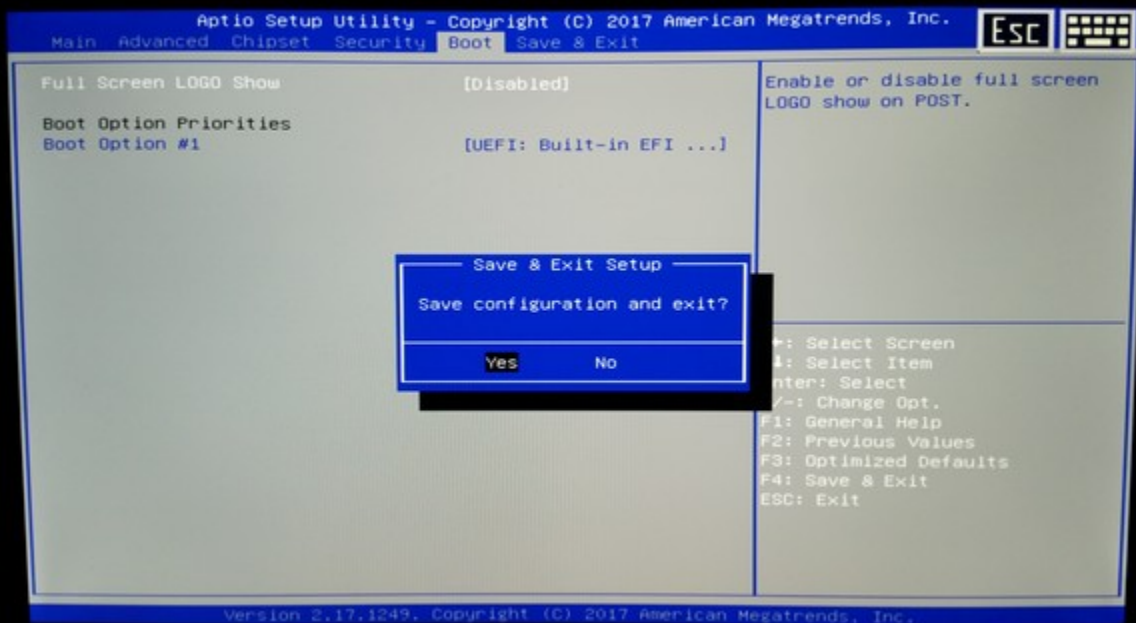 Aptio Setup Utility – Copyright (C) 2017 American Megatrends, Inc.
Esc
Main Advanced Chipset Security Boot Save & Exit
Full Screen LOGO Show [Disabled]
Boot Option Priorities
Boot Option #1 [UEFI: Built-in EFI ...]
Enable or disable full screen
LOGO show on POST.
Save & Exit Setup
Save configuration and exit?
Yes No
: Select Screen
: Select Item
nter: Select
/-: Change Opt.
F1: General Help
F2: Previous Values
F3: Optimized Defaults
F4: Save & Exit
ESC: Exit
Version 2.17.1249. Copyright (C) 2017 American Megatrends, Inc.